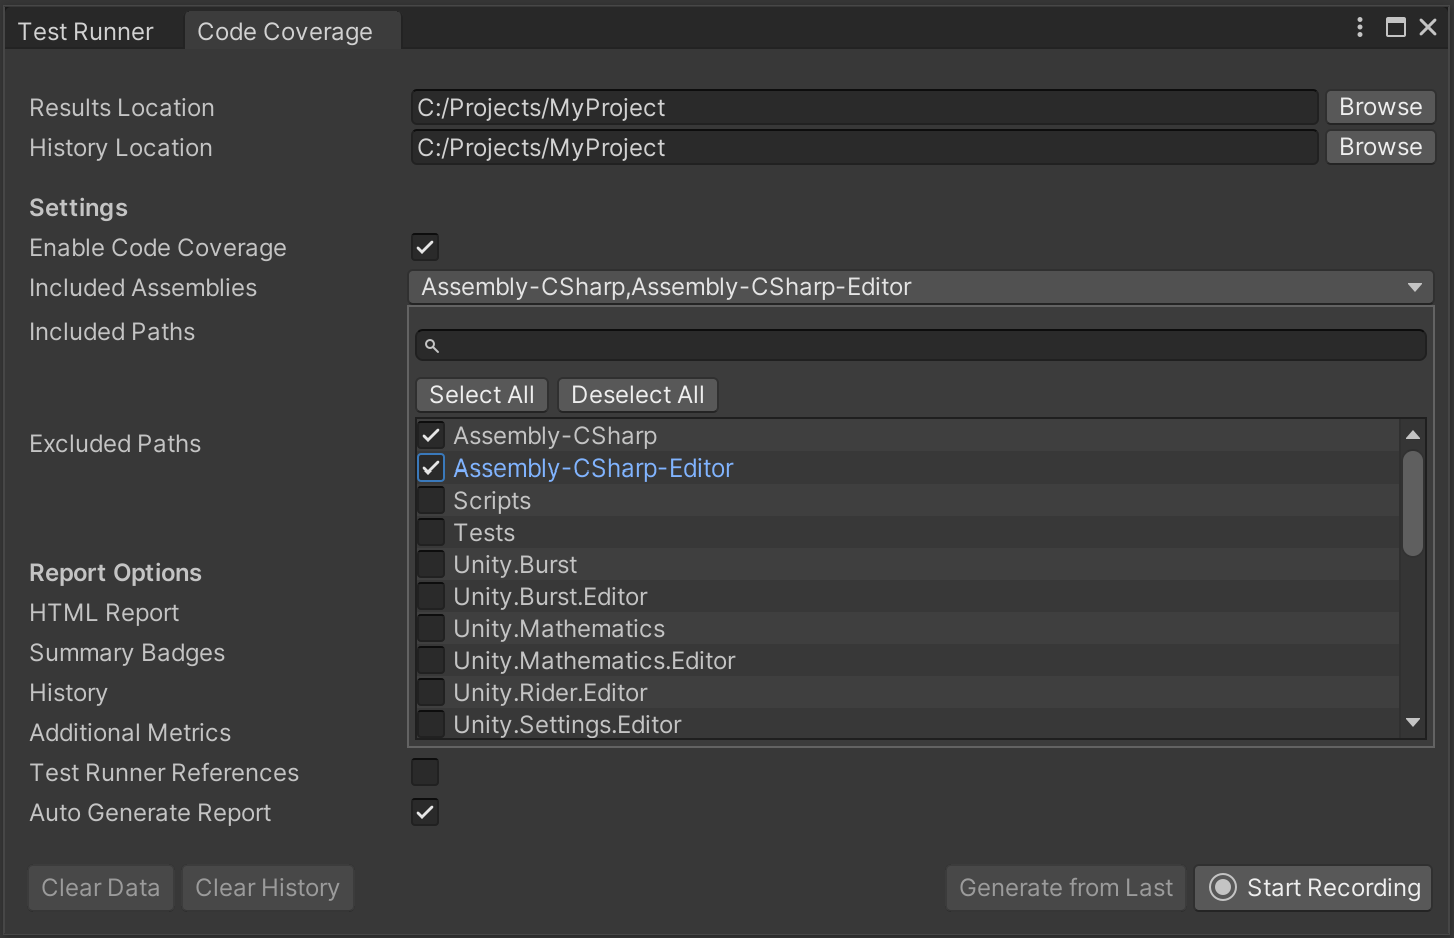 Test Runner Code Coverage
Results Location C:/Projects/MyProject Browse
History Location C:/Projects/MyProject Browse
Settings
Enable Code Coverage
Included Assemblies Assembly-CSharp,Assembly-CSharp-Editor
Included Paths
Select All Deselect All
Excluded Paths Assembly-CSharp
Assembly-CSharp-Editor
Scripts
Tests
Unity.Burst
Report Options
Unity.Burst.Editor
HTML Report
Unity.Mathematics
Summary Badges
Unity.Mathematics.Editor
History Unity.Rider.Editor
Additional Metrics Unity.Settings.Editor
Test Runner References
Auto Generate Report
Clear Data Clear History Generate from Last Start Recording